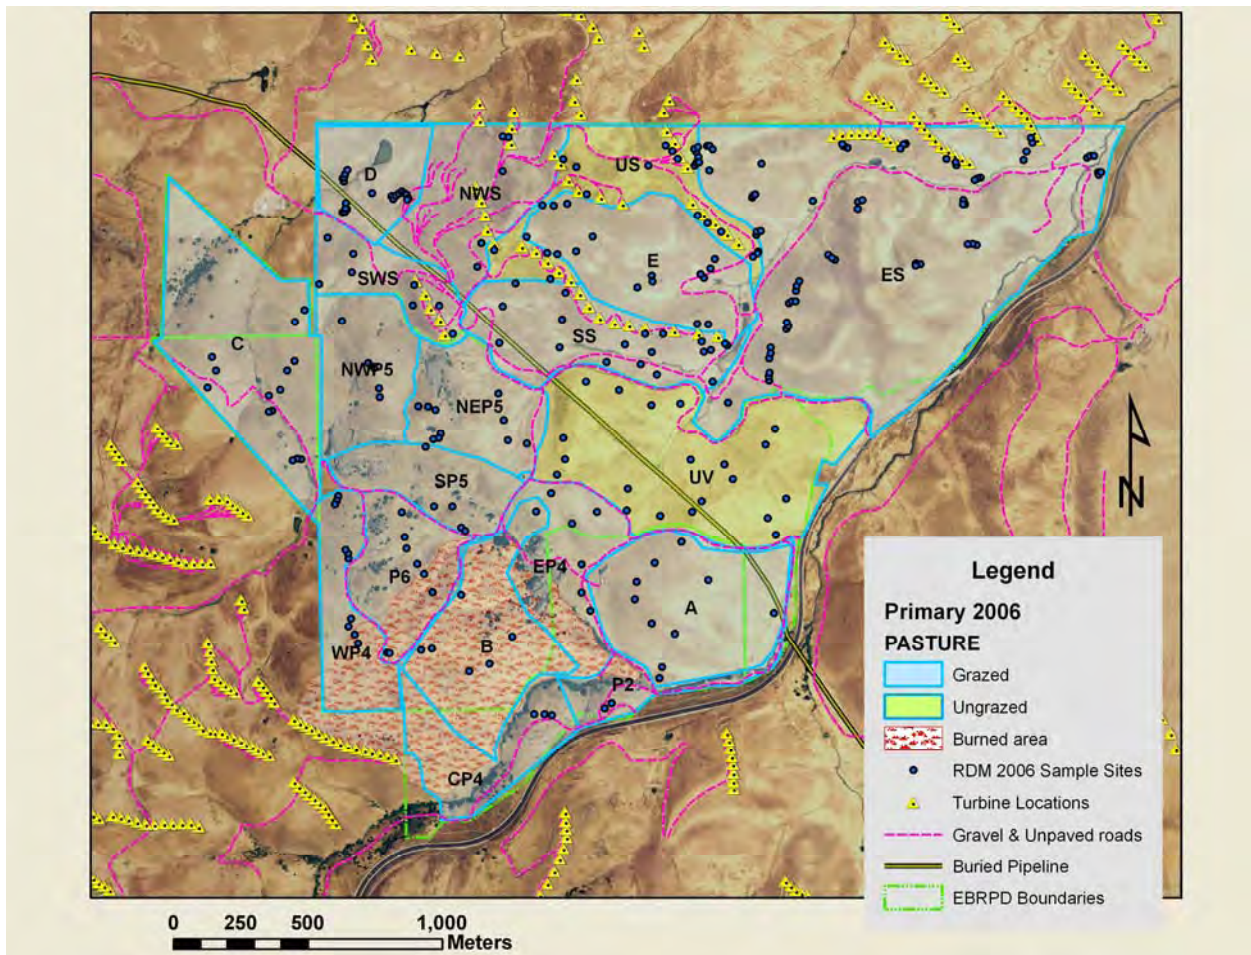 US
D
NWS
E
ES
SWS
SS
C
NWP5
NEP5
SP5
UV
EP4
P6
A
B
WP4
P2
CP4
N
Legend
Primary 2006
PASTURE
Grazed
Ungrazed
Burned area
RDM 2006 Sample Sites
Turbine Locations
Gravel & Unpaved roads
Buried Pipeline
EBRPD Boundaries
0 250 500 1,000
Meters